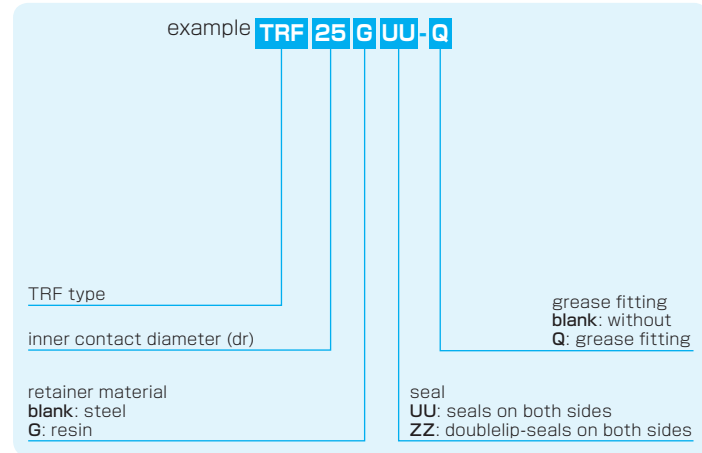 example TRF 25 G UU-Q
TRF type
inner contact diameter (dr)
retainer material
blank: steel
G: resin
grease fitting
blank: without
Q: grease fitting
seal
UU: seals on both sides
ZZ: doublelip-seals on both sides